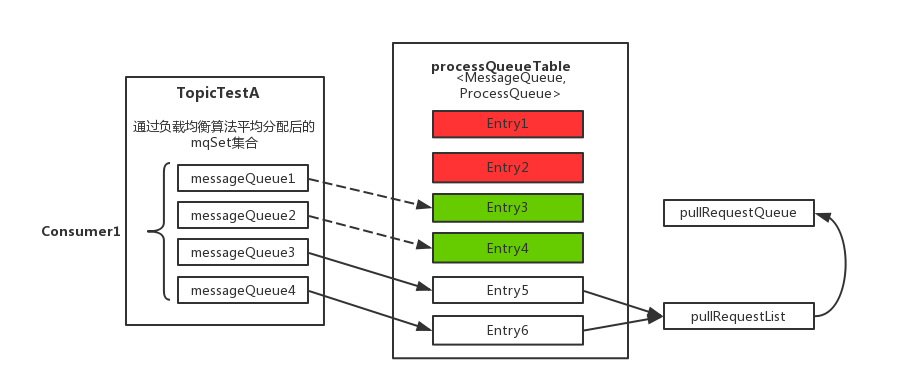 Consumer1
TopicTestA
通过负载均衡算法平均分配后的
mqSet集合
messageQueue1
messageQueue2
messageQueue3
messageQueue4
processQueueTable
<MessageQueue,
ProcessQueue>
Entry1
Entry2
Entry3
Entry4
Entry5
Entry6
pullRequestQueue
pullRequestList